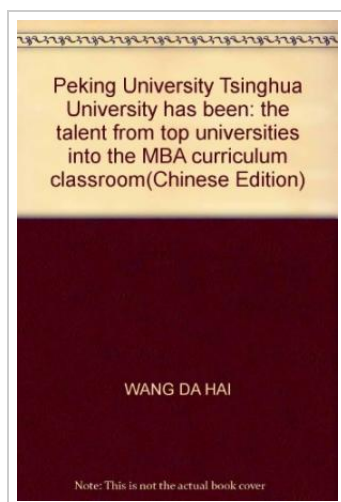 Peking University Tsinghua
University has been: the
talent from top universities
into the MBA curriculum
classroom(Chinese Edition)
WANG DA HAI
Note: This is not the actual book cover